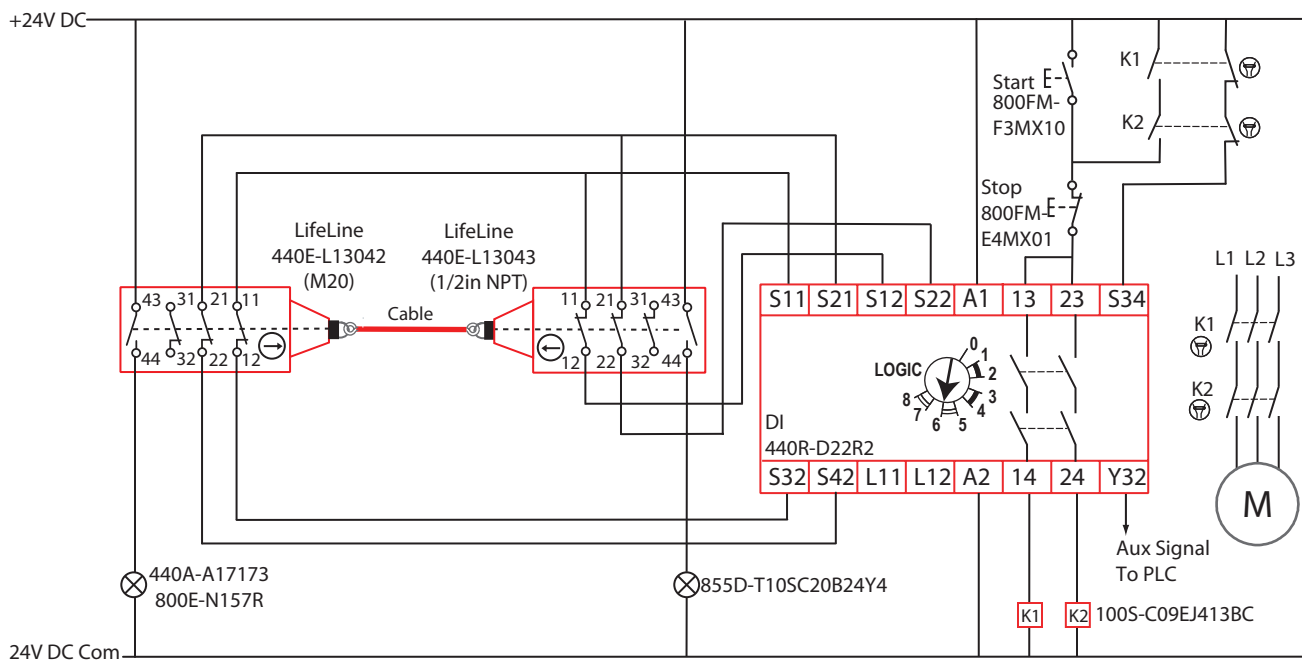 +24V DC
K1
Start
800FM-
F3MX10
K2
Stop
800FM-
E4MX01
LifeLine
440E-L13042
(M20)
LifeLine
440E-L13043
(1/2in NPT)
Cable
43 31 21 11
44 32 22 12
11 21 31 43
12 22 32 44
S11 S21 S12 S22 A1 13 23 S34
LOGIC
0
1
2
3
4
5
6
7
8
DI
440R-D22R2
S32 S42 L11 L12 A2 14 24 Y32
L1 L2 L3
K1
K2
M
Aux Signal
To PLC
440A-A17173
800E-N157R
855D-T10SC20B24Y4
K1
K2
100S-C09EJ413BC
24V DC Com